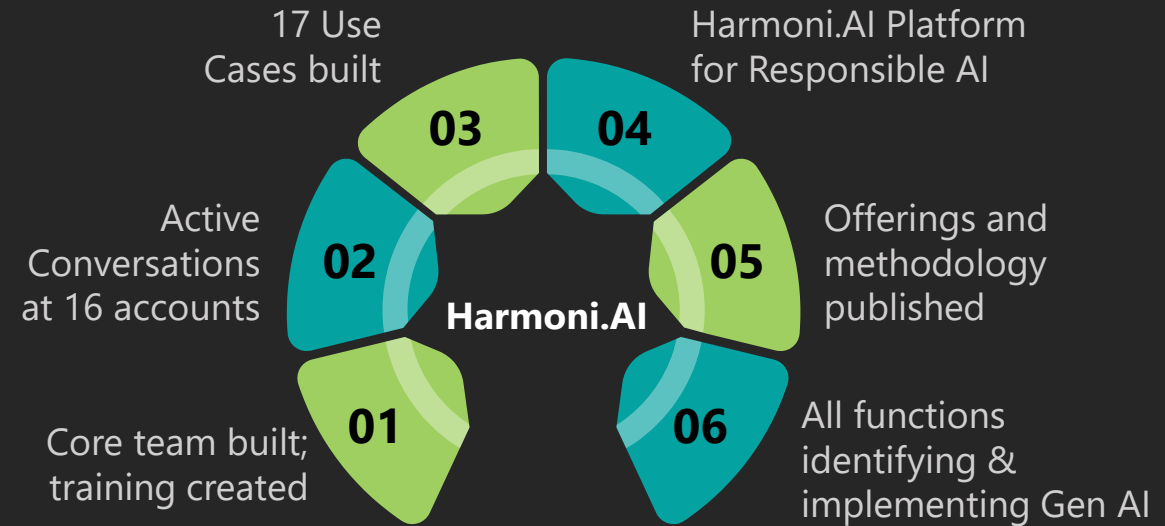 17 Use
Cases built
Harmoni.AI Platform
for Responsible AI
03
04
Active
Conversations
at 16 accounts
02
05
Offerings and
methodology
published
Harmoni.AI
Core team built;
training created
01
06
All functions
identifying &
implementing Gen AI